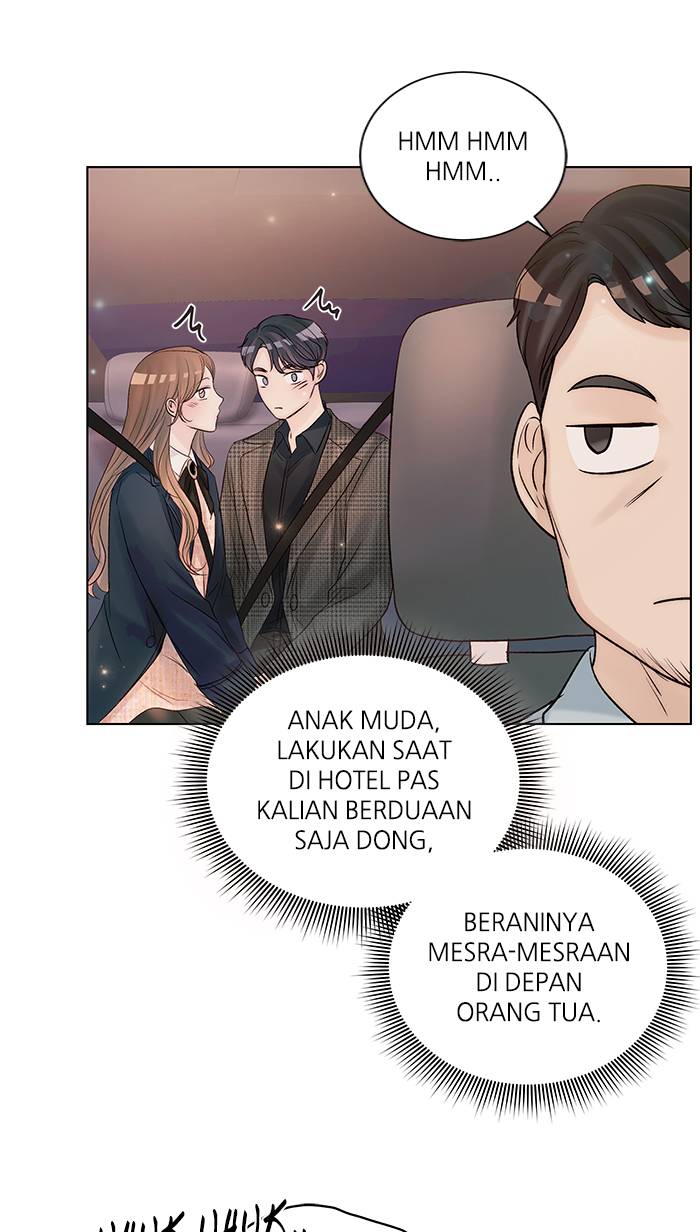 HMM HMM
HMM..
ANAK MUDA,
LAKUKAN SAAT
DI HOTEL PAS
KALIAN BERDUAAN
SAJA DONG,
BERANINYA
MESRA-MESRAAN
DI DEPAN
ORANG TUA.